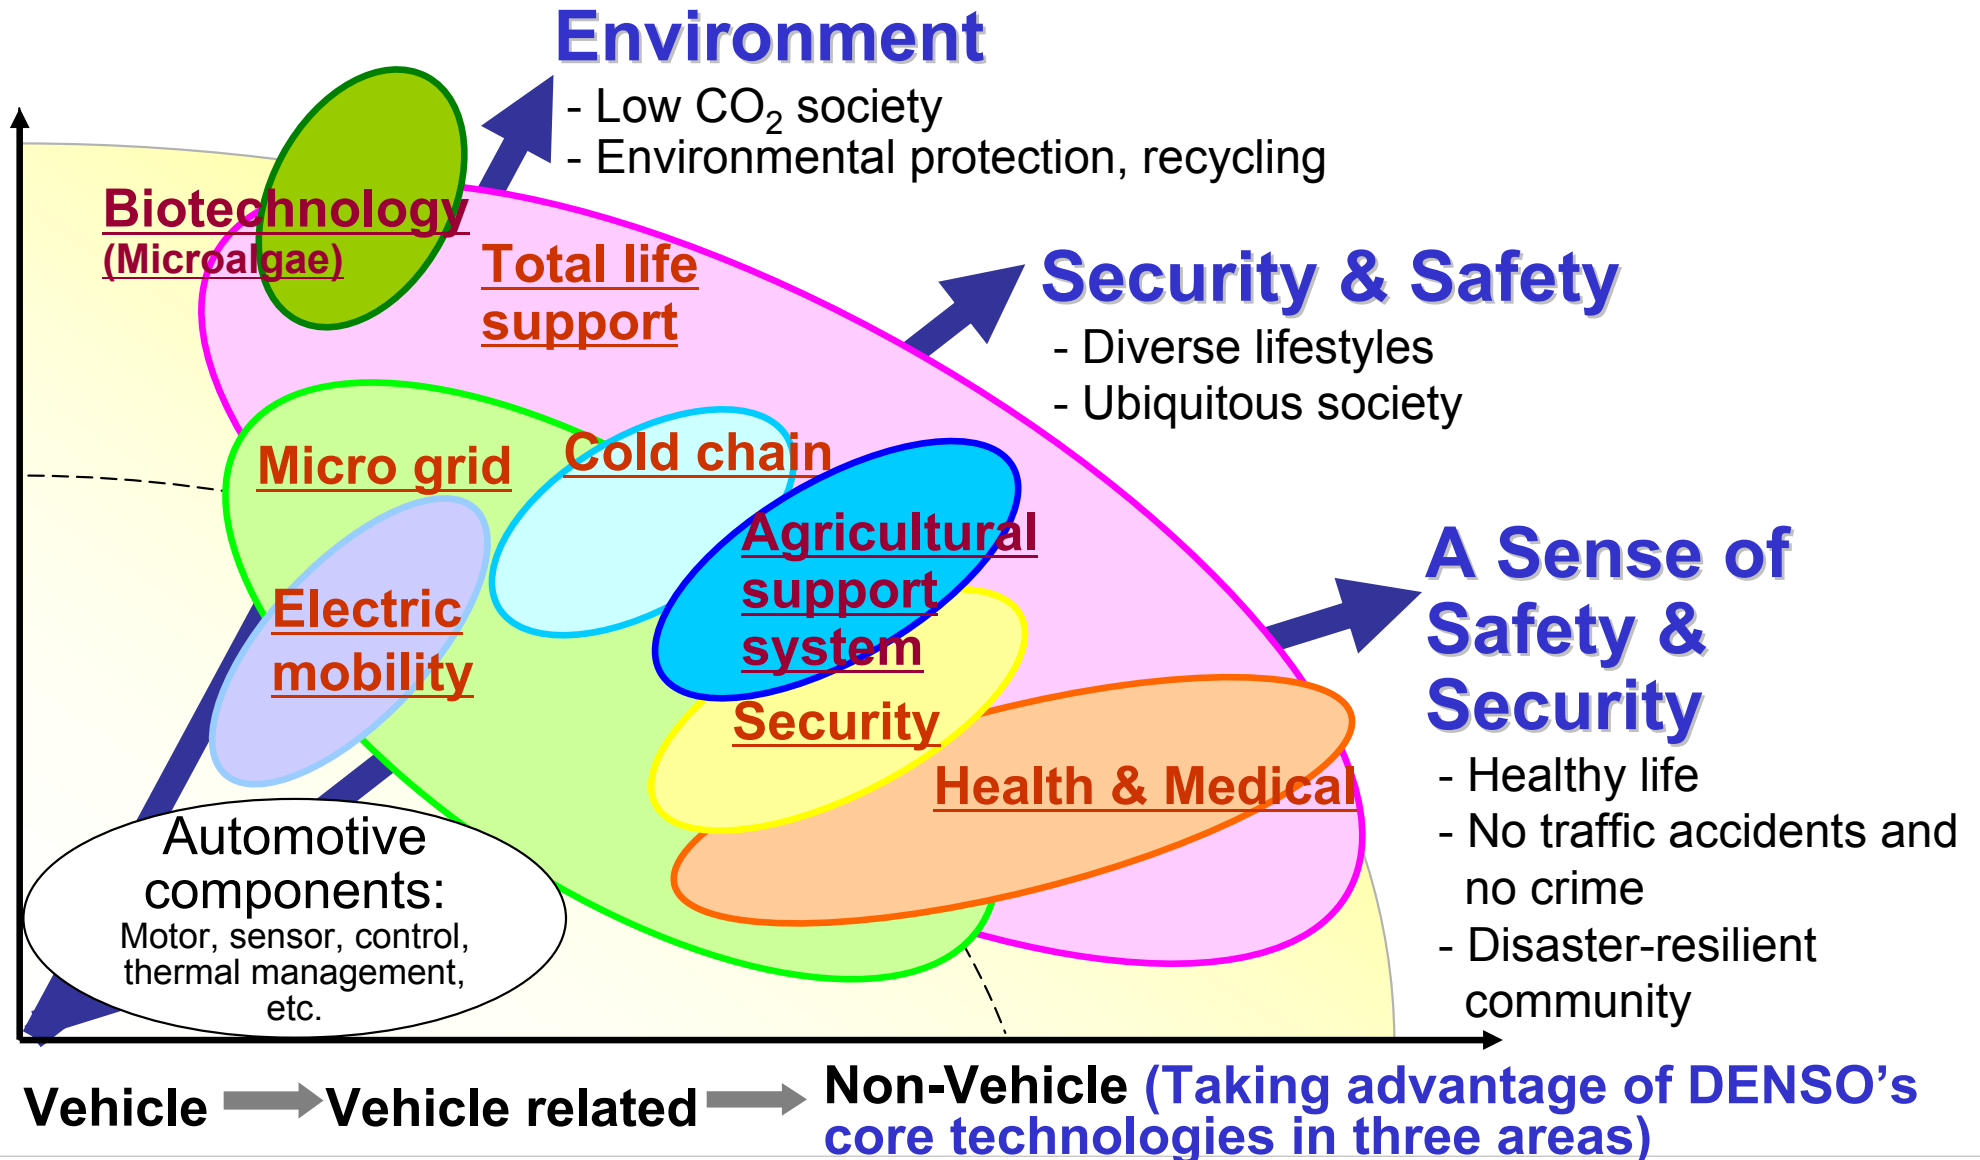 Environment
- Low CO₂ society
- Environmental protection, recycling
Biotechnology
(Microalgae)
Total life
support
Security & Safety
- Diverse lifestyles
- Ubiquitous society
Micro grid
Cold chain
Agricultural
support
system
Electric
mobility
Security
Health & Medical
A Sense of
Safety &
Security
- Healthy life
- No traffic accidents and
no crime
- Disaster-resilient
community
Automotive
components:
Motor, sensor, control,
thermal management,
etc.
Vehicle
Vehicle related
Non-Vehicle (Taking advantage of DENSO’s
core technologies in three areas)